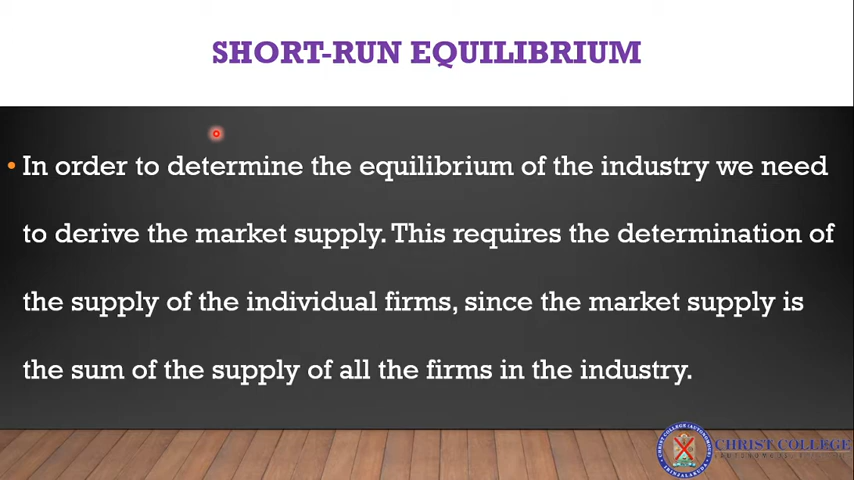 SHORT-RUN EQUILIBRIUM
• In order to determine the equilibrium of the industry we need
to derive the market supply. This requires the determination of
the supply of the individual firms, since the market supply is
the sum of the supply of all the firms in the industry.
CHRIST COLLEGE